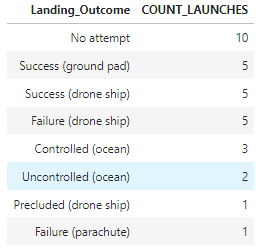 Landing_Outcome COUNT_LAUNCHES
No attempt 10
Success (ground pad) 5
Success (drone ship) 5
Failure (drone ship) 5
Controlled (ocean) 3
Uncontrolled (ocean) 2
Precluded (drone ship) 1
Failure (parachute) 1